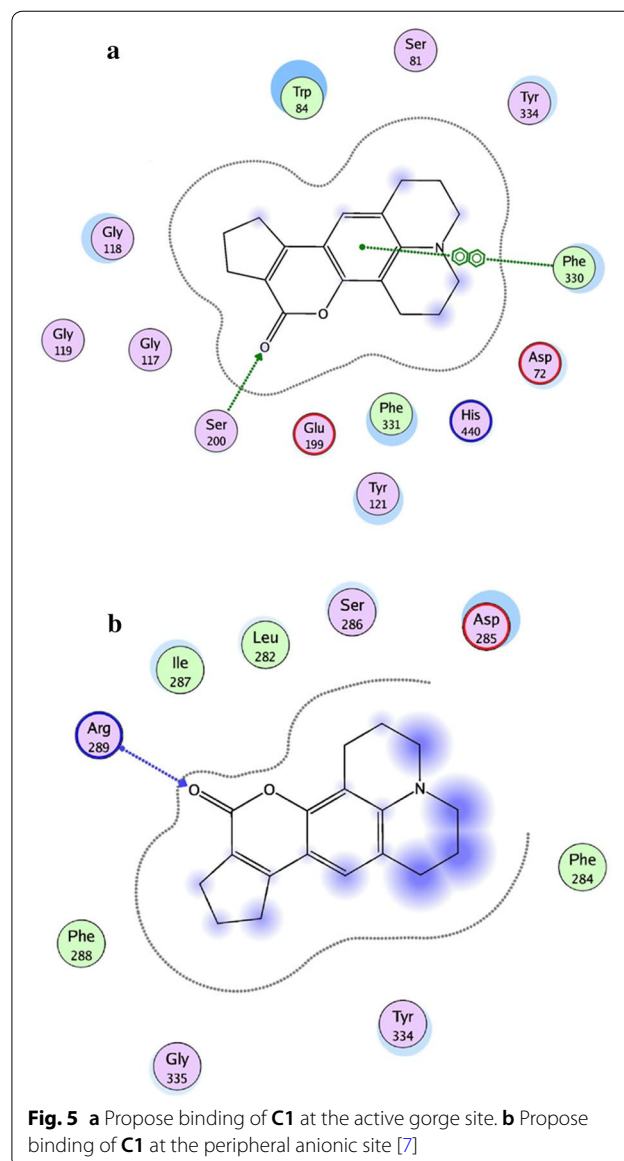 a
Ser
81
Trp
84
Tyr
334
Gly
118
N
Phe
330
Gly
119
Gly
117
O
O
Asp
72
Ser
200
Glu
199
Phe
331
His
440
Tyr
121
b
Ser
286
Asp
285
Leu
282
Ile
287
Arg
289
O
O
N
Phe
284
Phe
288
Tyr
334
Gly
335
Fig. 5 a Propose binding of C1 at the active gorge site. b Propose
binding of C1 at the peripheral anionic site [7]